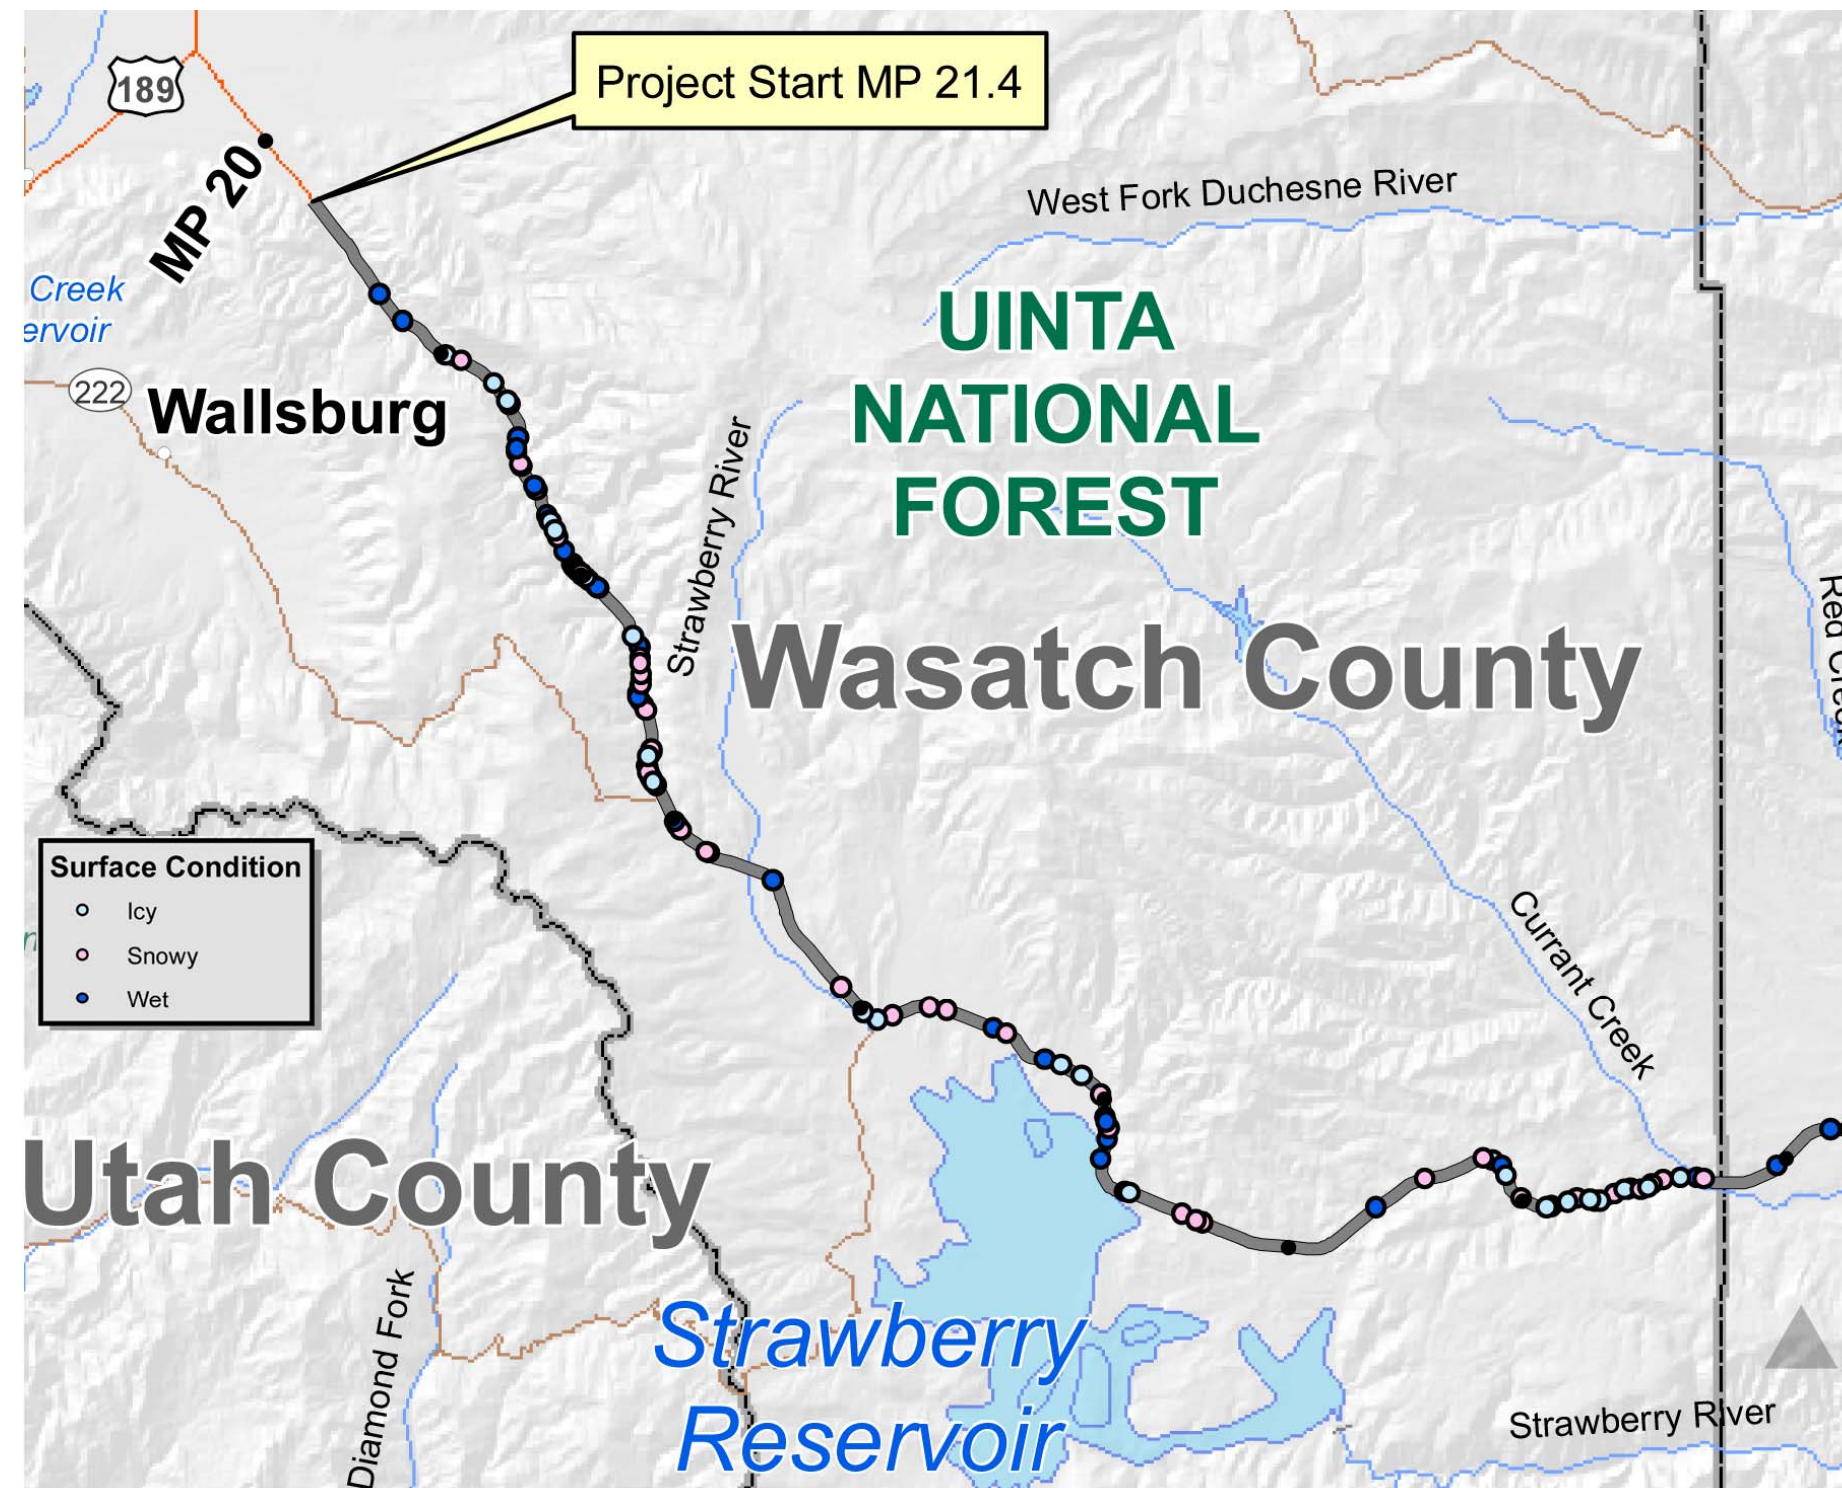 189
Project Start MP 21.4
MP 20
West Fork Duchesne River
Creek
ervoir
UINTA
NATIONAL
FOREST
222
Wallsburg
Strawberry River
Red Creek
Wasatch County
Surface Condition
Icy
Snowy
Wet
Currant Creek
Utah County
Diamond Fork
Strawberry
Reservoir
Strawberry River